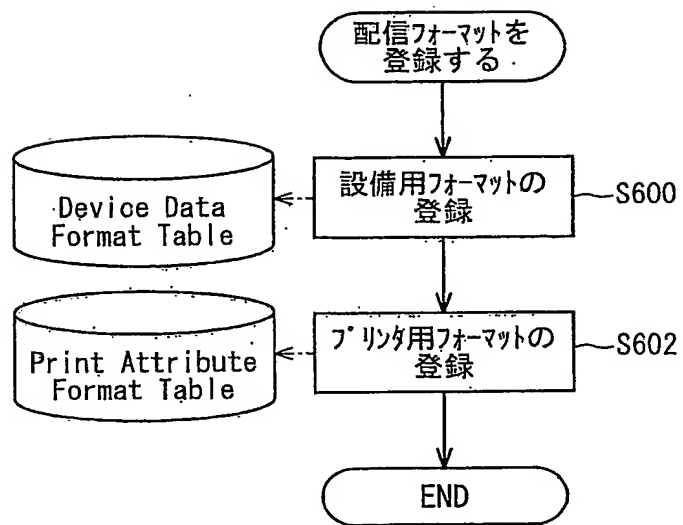 配信フォーマットを
登録する
設備用フォーマットの
登録
S600
Device Data
Format Table
プリンタ用フォーマットの
登録
S602
Print Attribute
Format Table
END